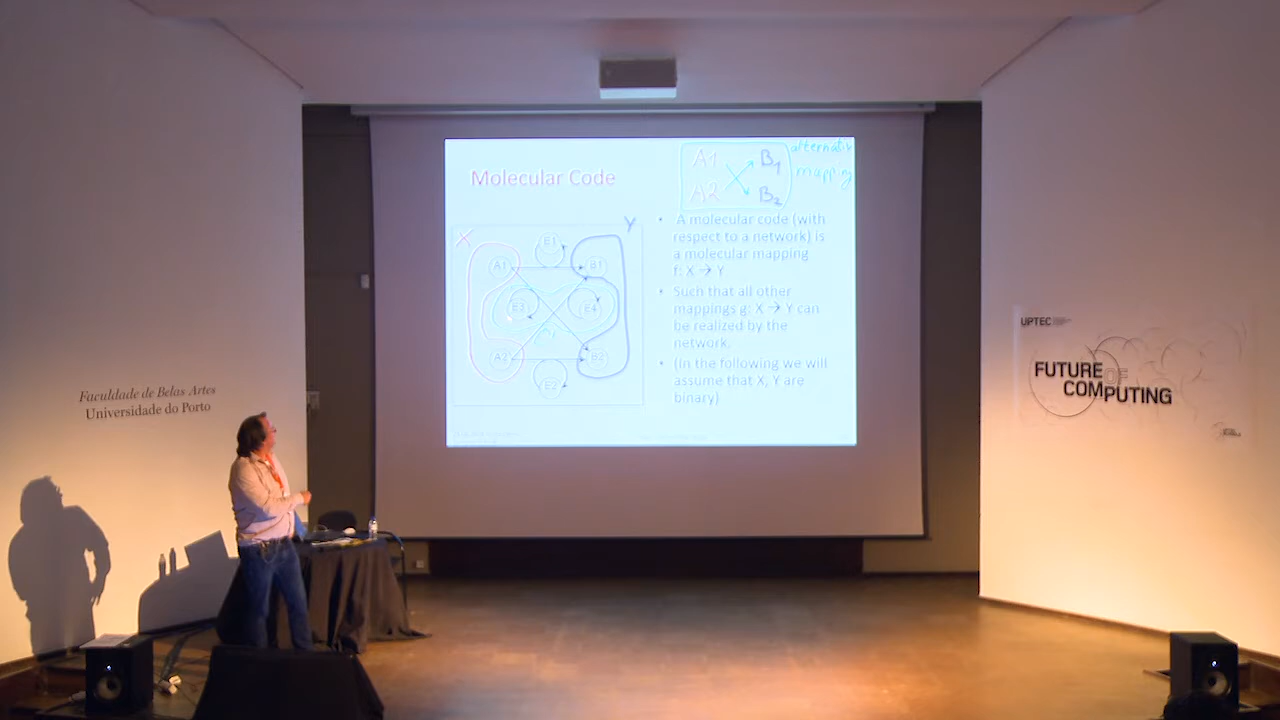 Molecular Code
A1 B1
A2 B2
alternativ
mapping
X
Y
E1
A1
B1
E3
E4
A2
B2
E2
• A molecular code (with
respect to a network) is
a molecular mapping
f: X → Y
• Such that all other
mappings g: X → Y can
be realized by the
network.
• (In the following we will
assume that X, Y are
binary)
Faculdade de Belas Artes
Universidade do Porto
UPTEC
FUTURE OF
COMPUTING